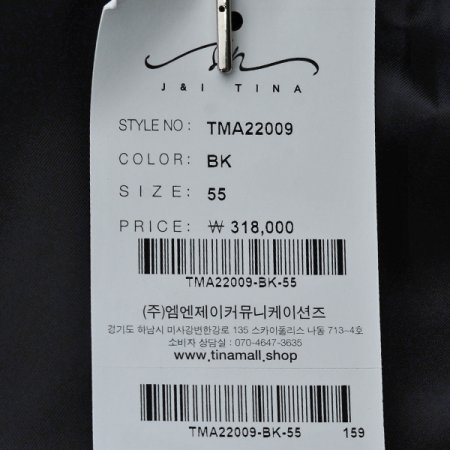 J & I TINA
STYLE NO : TMA22009
COLOR: BK
SIZE: 55
PRICE: ₩ 318,000
TMA22009-BK-55
(주)엠엔제이커뮤니케이션즈
경기도 하남시 미사강변한강로 135 스카이폴리스 나동 713-4호
소비자 상담실 : 070-4647-3635
www.tinamall.shop
TMA22009-BK-55 159